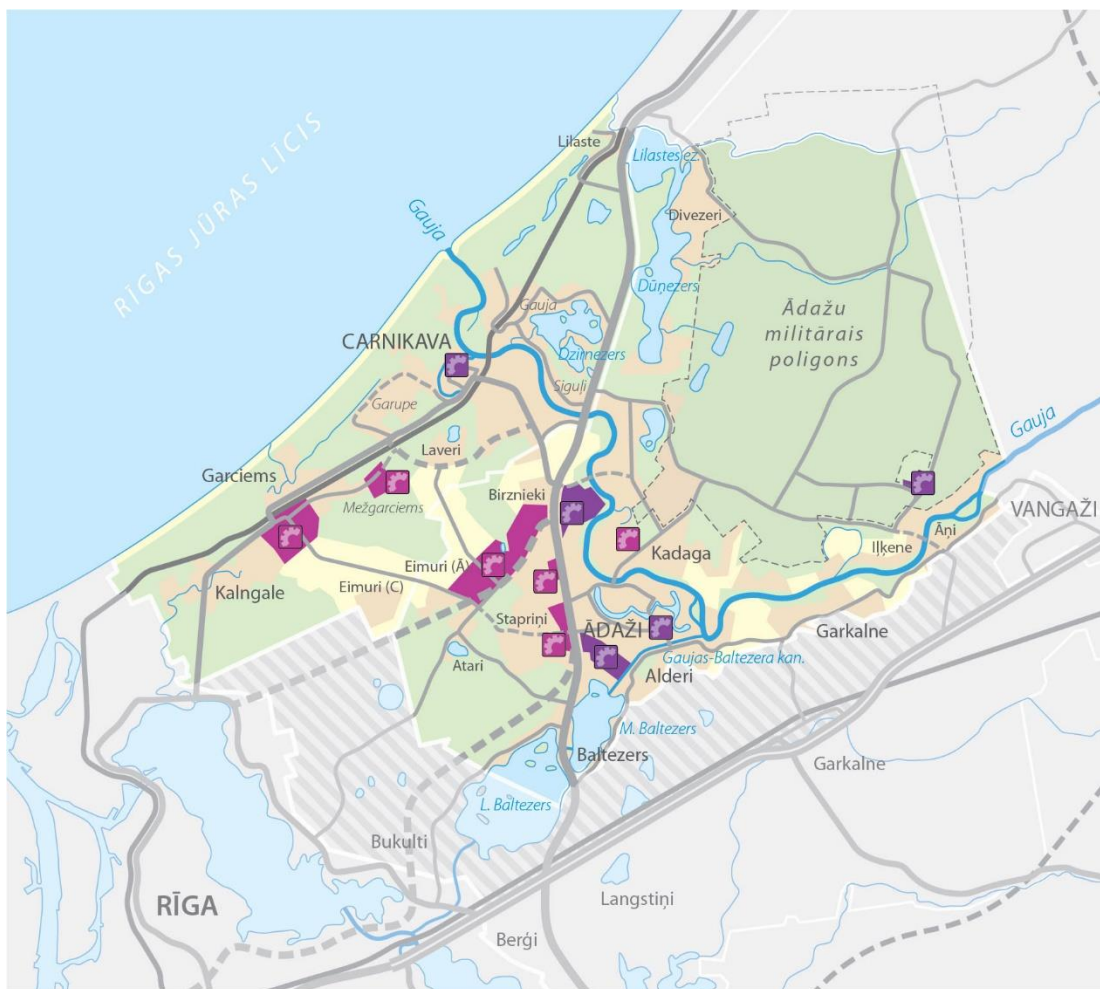 Lilaste
Lilastes ez.
RĪGAS JŪRAS LĪCIS
Gauja
Divezeri
Dūņezers
Gauja
Ādažu
militārais
poligons
CARNIKAVA
Dzirnezers
Siguļi
Garupe
Gauja
Laveri
Garciems
Birznieki
Mežgarciems
VANGAŽI
Kadaga
Āņi
Iļķene
Eimuri (Ā)
Eimuri (C)
Kalngale
Stapriņi
ĀDAŽI
Garkalne
Atari
Gaujas-Baltezera kan.
Alderi
M. Baltezers
Baltezers
Garkalne
L. Baltezers
Bukulti
RĪGA
Langstiņi
Berģi